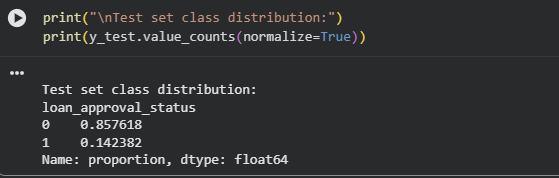 print("\nTest set class distribution:")
print(y_test.value_counts(normalize=True))
...
Test set class distribution:
loan_approval_status
0    0.857618
1    0.142382
Name: proportion, dtype: float64